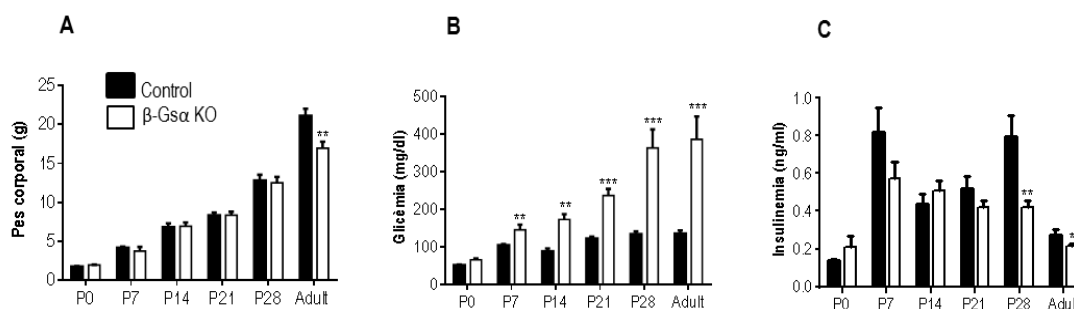 A
B
C
Control
β-Gsα KO
Pes corporal (g)
25
20
15
10
5
0
**
P0 P7 P14 P21 P28 Adult
Glicèmia (mg/dl)
500
400
300
200
100
0
** ** *** *** ***
P0 P7 P14 P21 P28 Adult
Insulinemia (ng/ml)
1.0
0.8
0.6
0.4
0.2
0.0
** *
P0 P7 P14 P21 P28 Adult